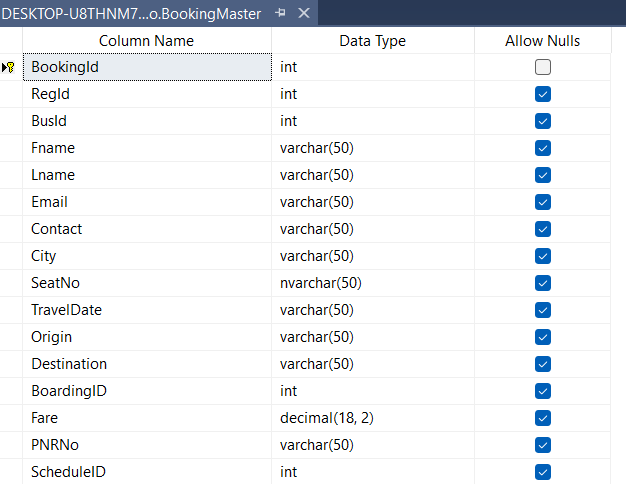 DESKTOP-U8THNM7...o.BookingMaster
Column Name Data Type Allow Nulls
BookingId int
RegId int
BusId int
Fname varchar(50)
Lname varchar(50)
Email varchar(50)
Contact varchar(50)
City varchar(50)
SeatNo nvarchar(50)
TravelDate varchar(50)
Origin varchar(50)
Destination varchar(50)
BoardingID int
Fare decimal(18, 2)
PNRNo varchar(50)
ScheduleID int